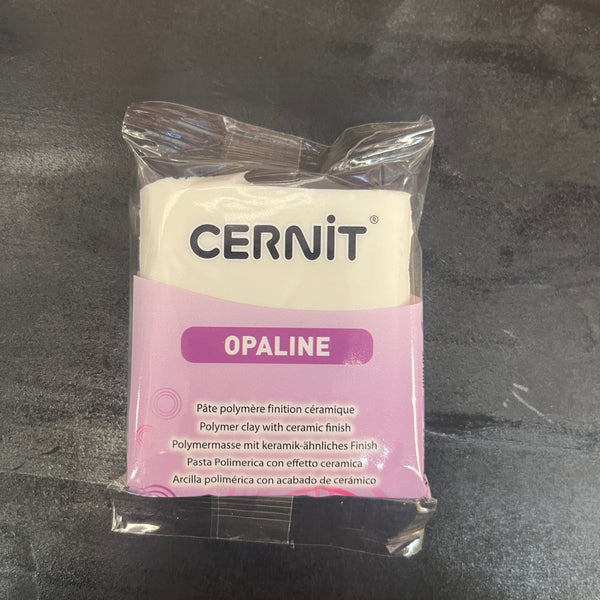 CERNiT®
OPALINE
Pâte polymère finition céramique
Polymer clay with ceramic finish
Polymermasse mit keramik-ähnliches Finish
Pasta Polimerica con effetto ceramica
Arcilla polimérica con acabado de cerámico